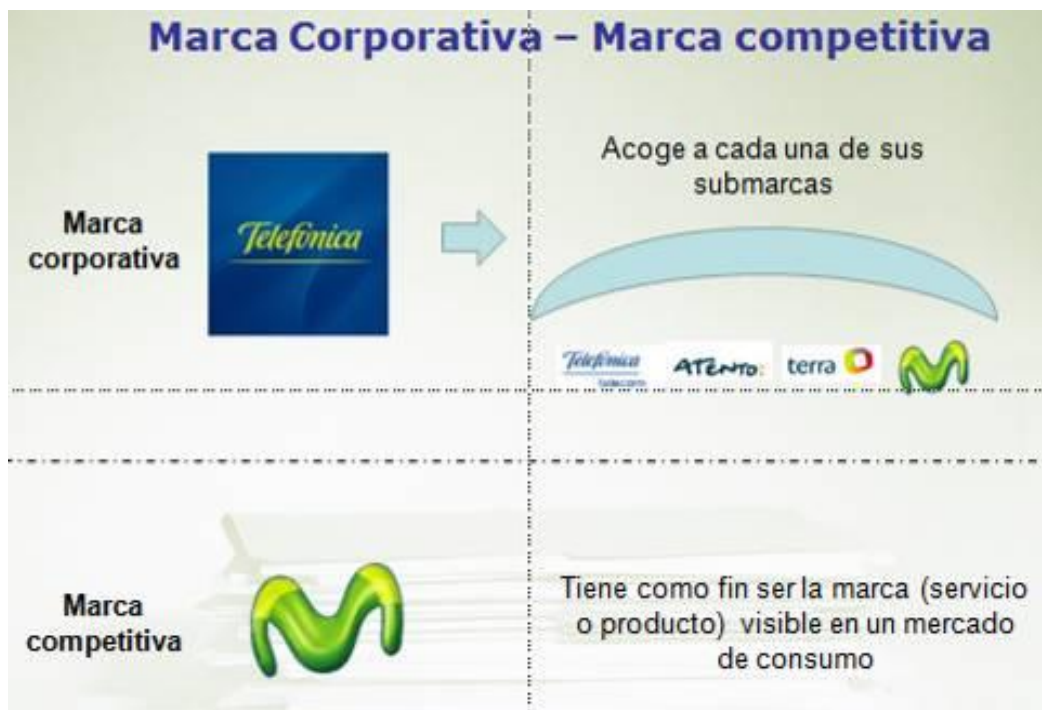 Marca Corporativa – Marca competitiva
Acoge a cada una de sus
submarcas
Marca
corporativa
Telefónica
Telefónica
telecom
ATENTO:
terra
Marca
competitiva
Tiene como fin ser la marca (servicio
o producto) visible en un mercado
de consumo